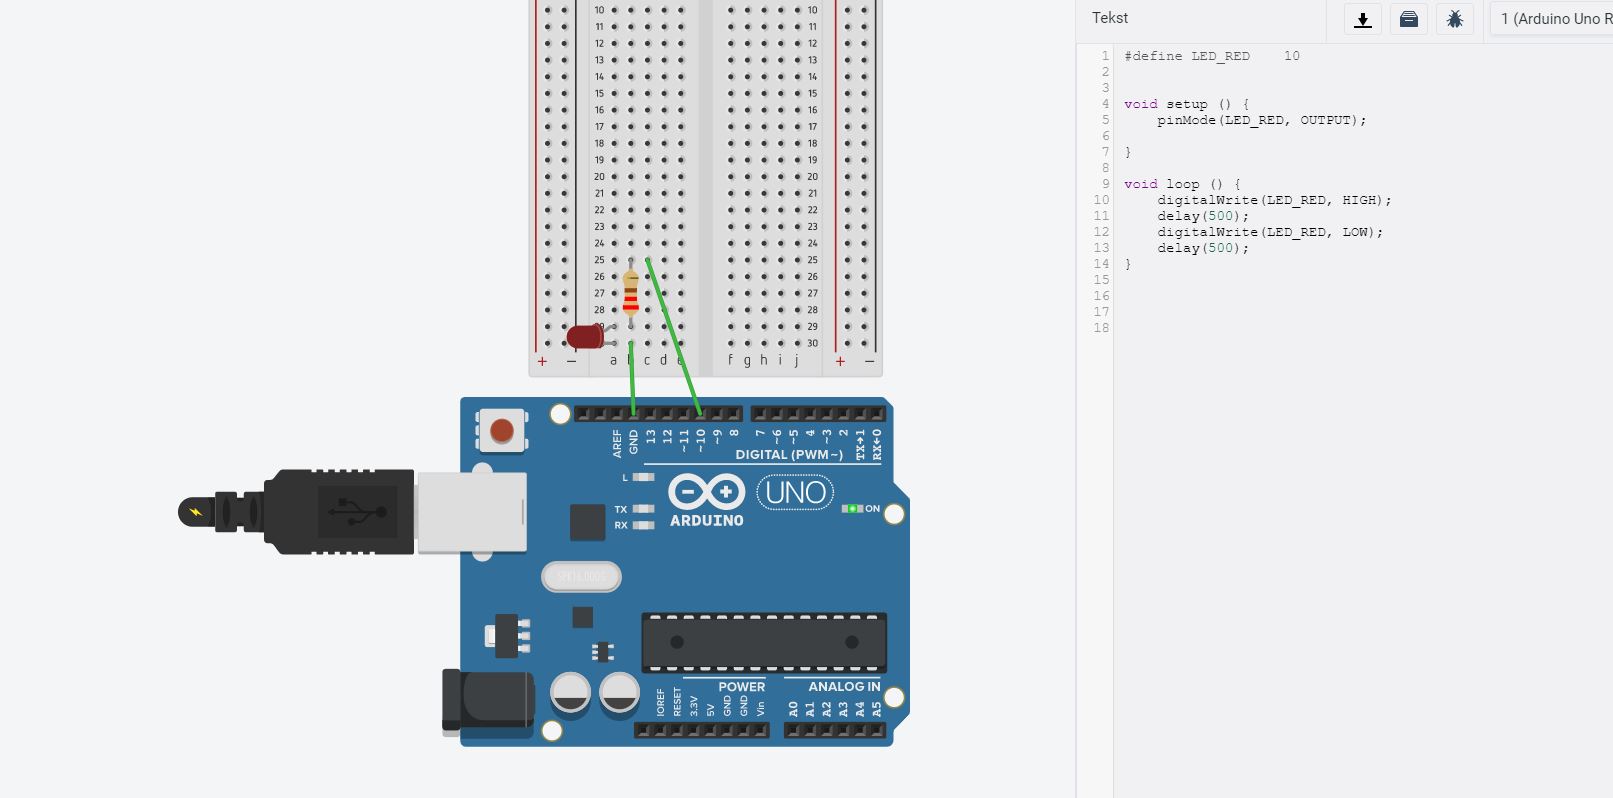 Tekst
1 (Arduino Uno R
1 #define LED_RED    10
2
3
4 void setup () {
5     pinMode(LED_RED, OUTPUT);
6
7 }
8
9 void loop () {
10     digitalWrite(LED_RED, HIGH);
11     delay(500);
12     digitalWrite(LED_RED, LOW);
13     delay(500);
14 }
15
16
17
18
10 10
11 11
12 12
13 13
14 14
15 15
16 16
17 17
18 18
19 19
20 20
21 21
22 22
23 23
24 24
25 25
26 26
27 27
28 28
29 29
30 30
+ − a b c d e f g h i j + −
AREF GND 13 12 ~11 ~10 ~9 8 7 ~6 ~5 4 ~3 2 TX→1 RX←0
DIGITAL (PWM~)
L
TX
RX
ARDUINO
UNO
ON
POWER
ANALOG IN
IOREF RESET 3.3V 5V GND GND Vin A0 A1 A2 A3 A4 A5